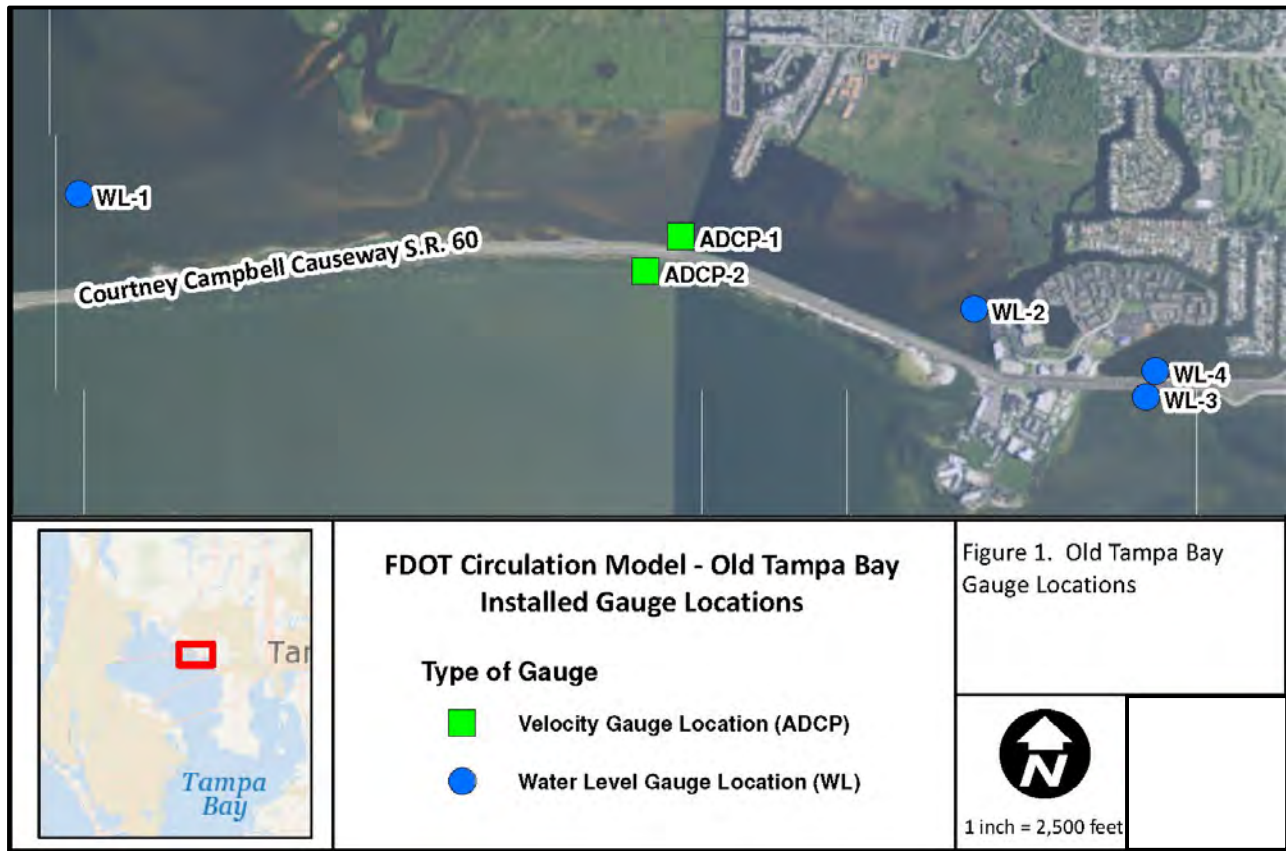 WL-1
Courtney Campbell Causeway S.R. 60
ADCP-1
ADCP-2
WL-2
WL-4
WL-3
Tar
Tampa
Bay
FDOT Circulation Model - Old Tampa Bay
Installed Gauge Locations
Type of Gauge
Velocity Gauge Location (ADCP)
Water Level Gauge Location (WL)
Figure 1. Old Tampa Bay
Gauge Locations
N
1 inch = 2,500 feet